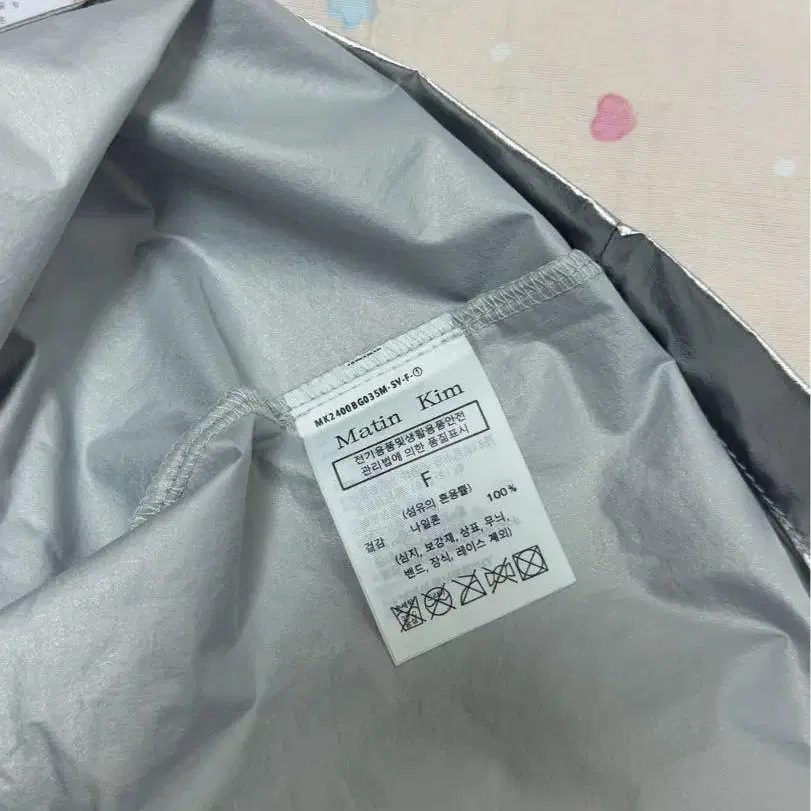 MK2400BG035M-SV-F-①
Matin Kim
전기용품및생활용품안전
관리법에 의한 품질표시
F
(섬유의 혼용률)
겉감 나일론 100%
(심지, 보강재, 상표, 무늬,
밴드, 장식, 레이스 제외)